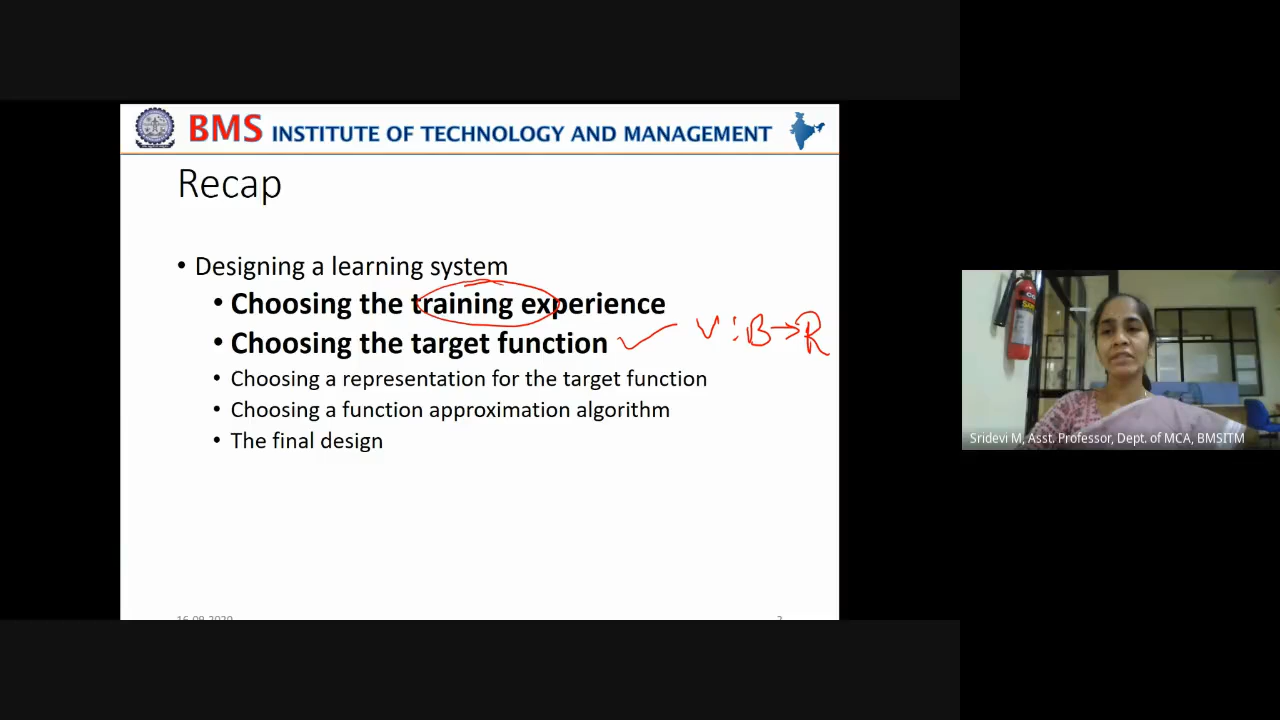 BMS INSTITUTE OF TECHNOLOGY AND MANAGEMENT
Recap
• Designing a learning system
• Choosing the training experience
• Choosing the target function V : B → R
• Choosing a representation for the target function
• Choosing a function approximation algorithm
• The final design
Sridevi M, Asst. Professor, Dept. of MCA, BMSITM